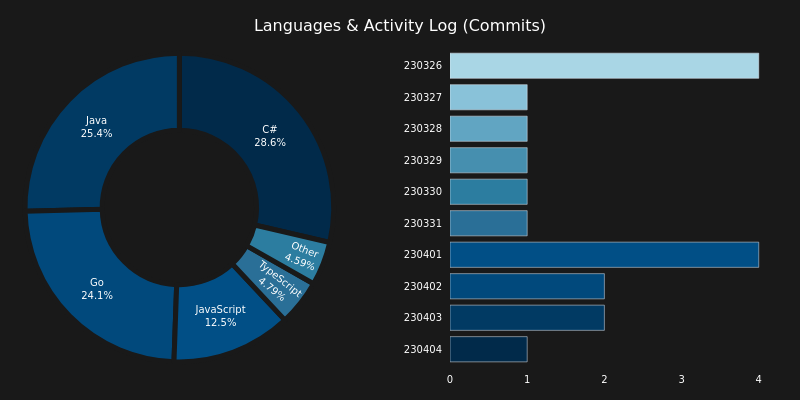 Languages & Activity Log (Commits)
Java
25.4%
C#
28.6%
Other
4.59%
TypeScript
4.79%
JavaScript
12.5%
Go
24.1%
230326
230327
230328
230329
230330
230331
230401
230402
230403
230404
0 1 2 3 4